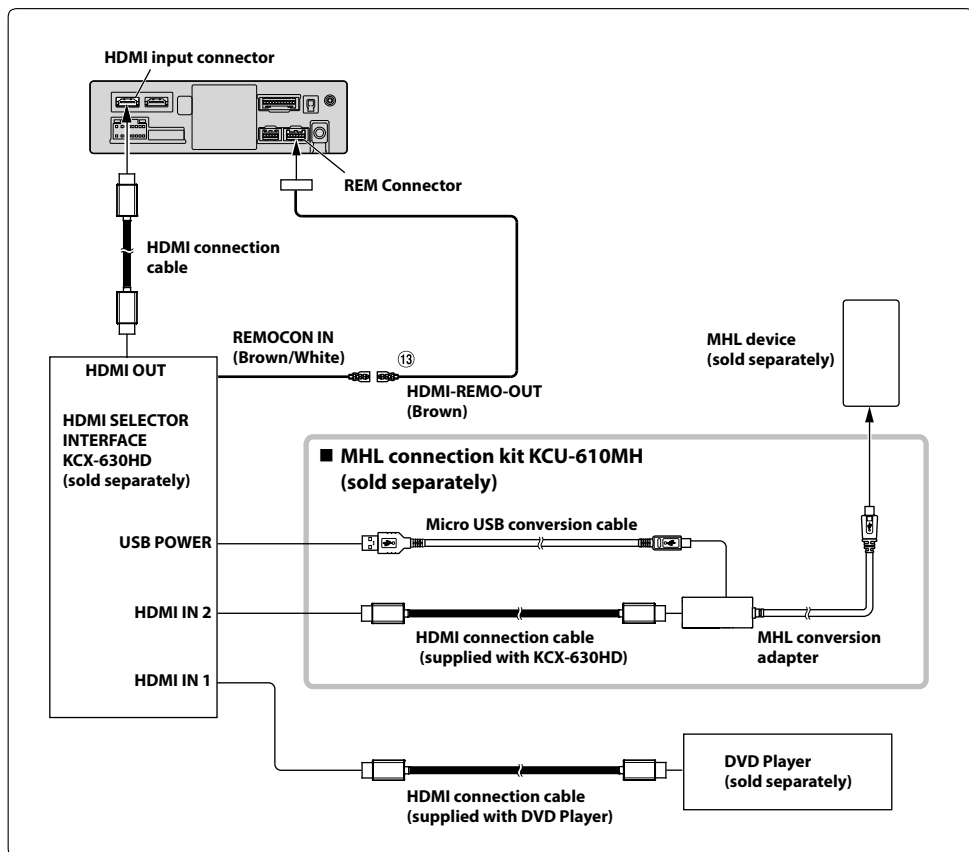 HDMI input connector
REM Connector
HDMI connection
cable
REMOCON IN
(Brown/White)
⑬
HDMI-REMO-OUT
(Brown)
MHL device
(sold separately)
HDMI OUT
HDMI SELECTOR
INTERFACE
KCX-630HD
(sold separately)
■ MHL connection kit KCU-610MH
(sold separately)
Micro USB conversion cable
USB POWER
HDMI IN 2
HDMI connection cable
(supplied with KCX-630HD)
MHL conversion
adapter
HDMI IN 1
DVD Player
(sold separately)
HDMI connection cable
(supplied with DVD Player)